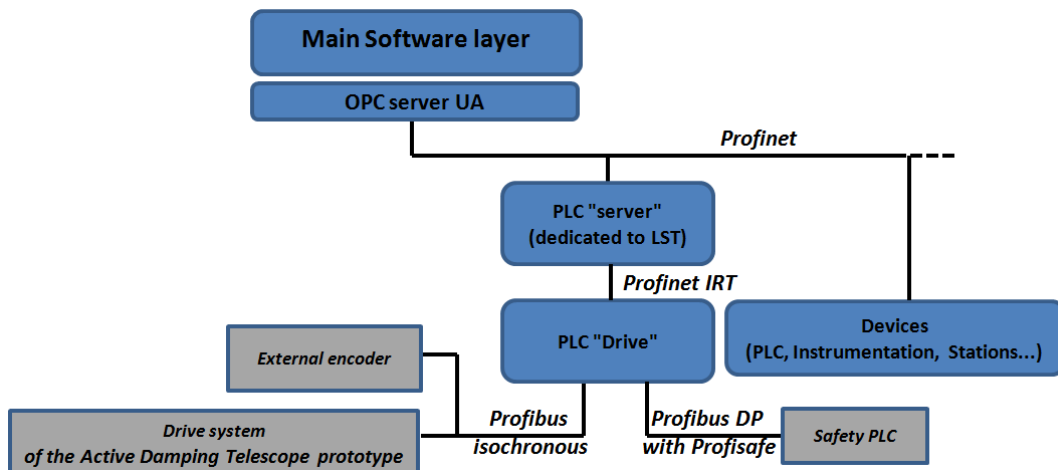 Main Software layer
OPC server UA
Profinet
PLC "server"
(dedicated to LST)
Profinet IRT
PLC "Drive"
Devices
(PLC, Instrumentation, Stations...)
External encoder
Drive system
of the Active Damping Telescope prototype
Profibus
isochronous
Profibus DP
with Profisafe
Safety PLC